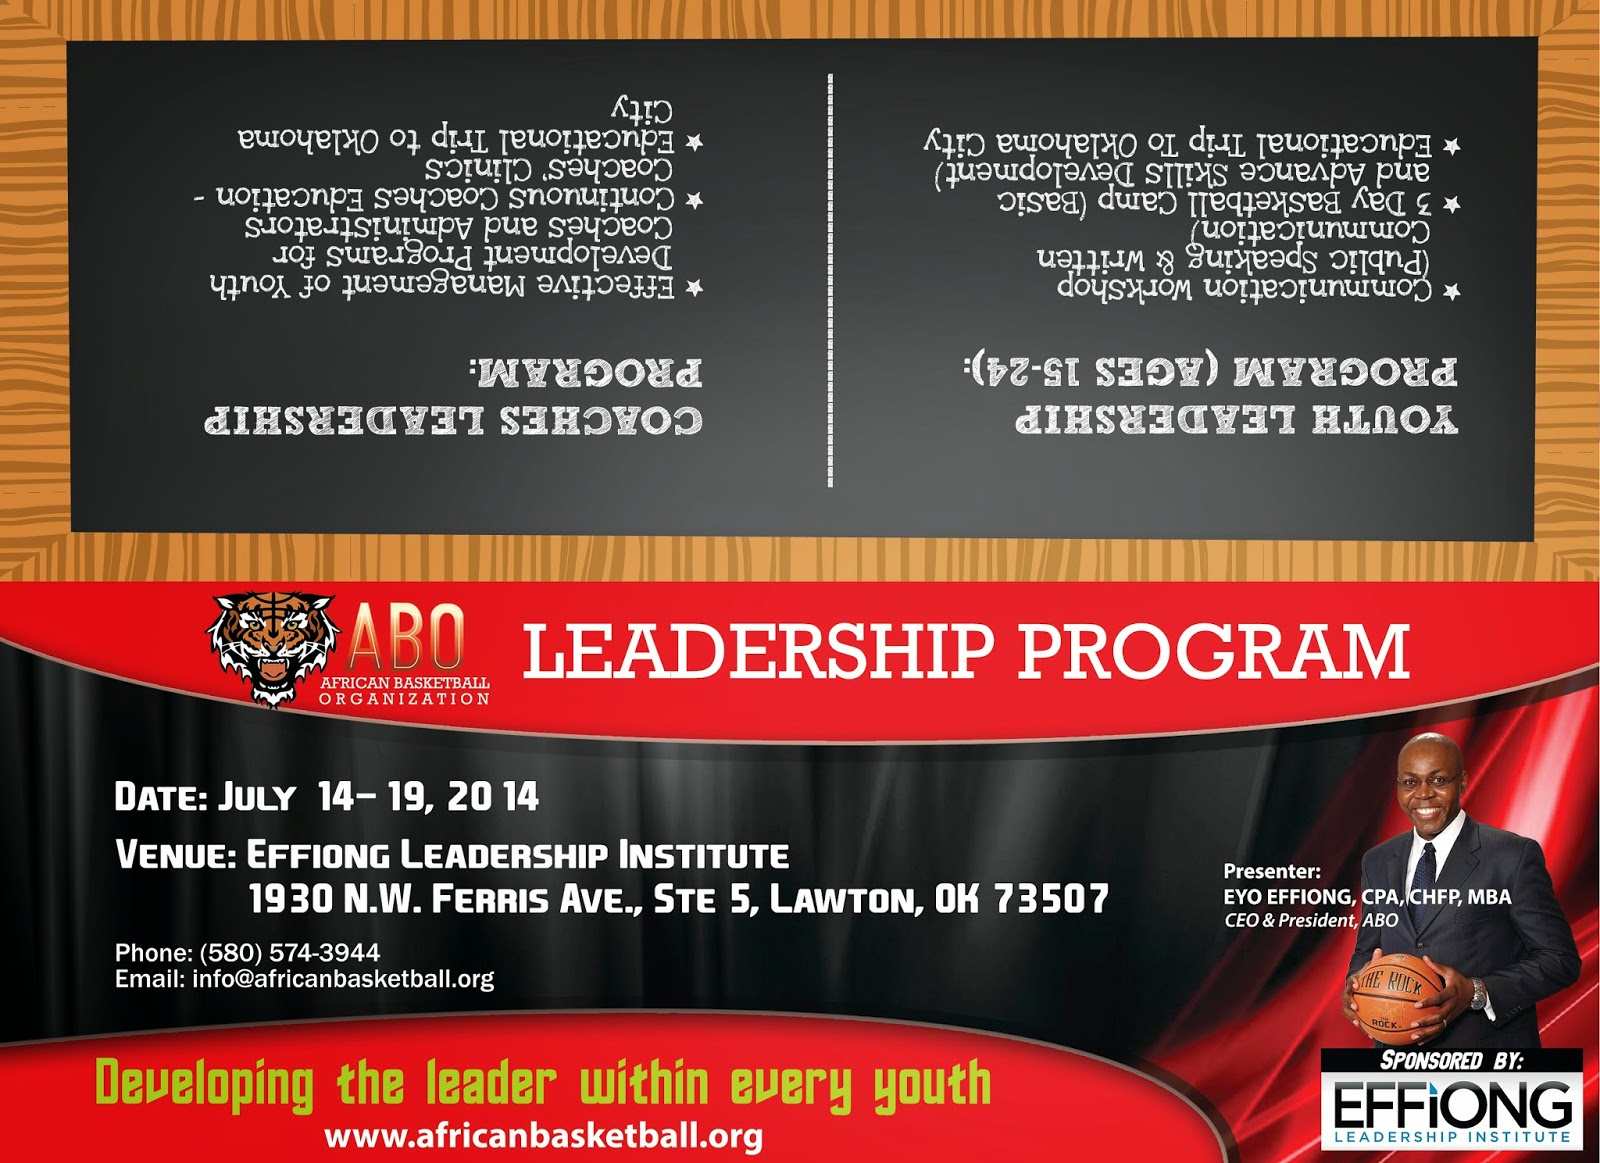 YOUTH LEADERSHIP
PROGRAM (AGES 15-24):
★ Communication Workshop
(Public Speaking & Written
Communication)
★ 3 Day Basketball Camp (Basic
and Advance Skills Development)
★ Educational Trip To Oklahoma City
COACHES LEADERSHIP
PROGRAM:
★ Effective Management of Youth
Development Programs for
Coaches and Administrators
★ Continuous Coaches Education -
Coaches' Clinics
★ Educational Trip to Oklahoma
City
ABO
AFRICAN BASKETBALL
ORGANIZATION
LEADERSHIP PROGRAM
DATE: JULY 14– 19, 20 14
VENUE: EFFIONG LEADERSHIP INSTITUTE
1930 N.W. FERRIS AVE., STE 5, LAWTON, OK 73507
Phone: (580) 574-3944
Email: info@africanbasketball.org
Presenter:
EYO EFFIONG, CPA, CHFP, MBA
CEO & President, ABO
THE ROCK
THE
ROCK
Developing the leader within every youth
www.africanbasketball.org
SPONSORED BY:
EFFiONG
LEADERSHIP INSTITUTE